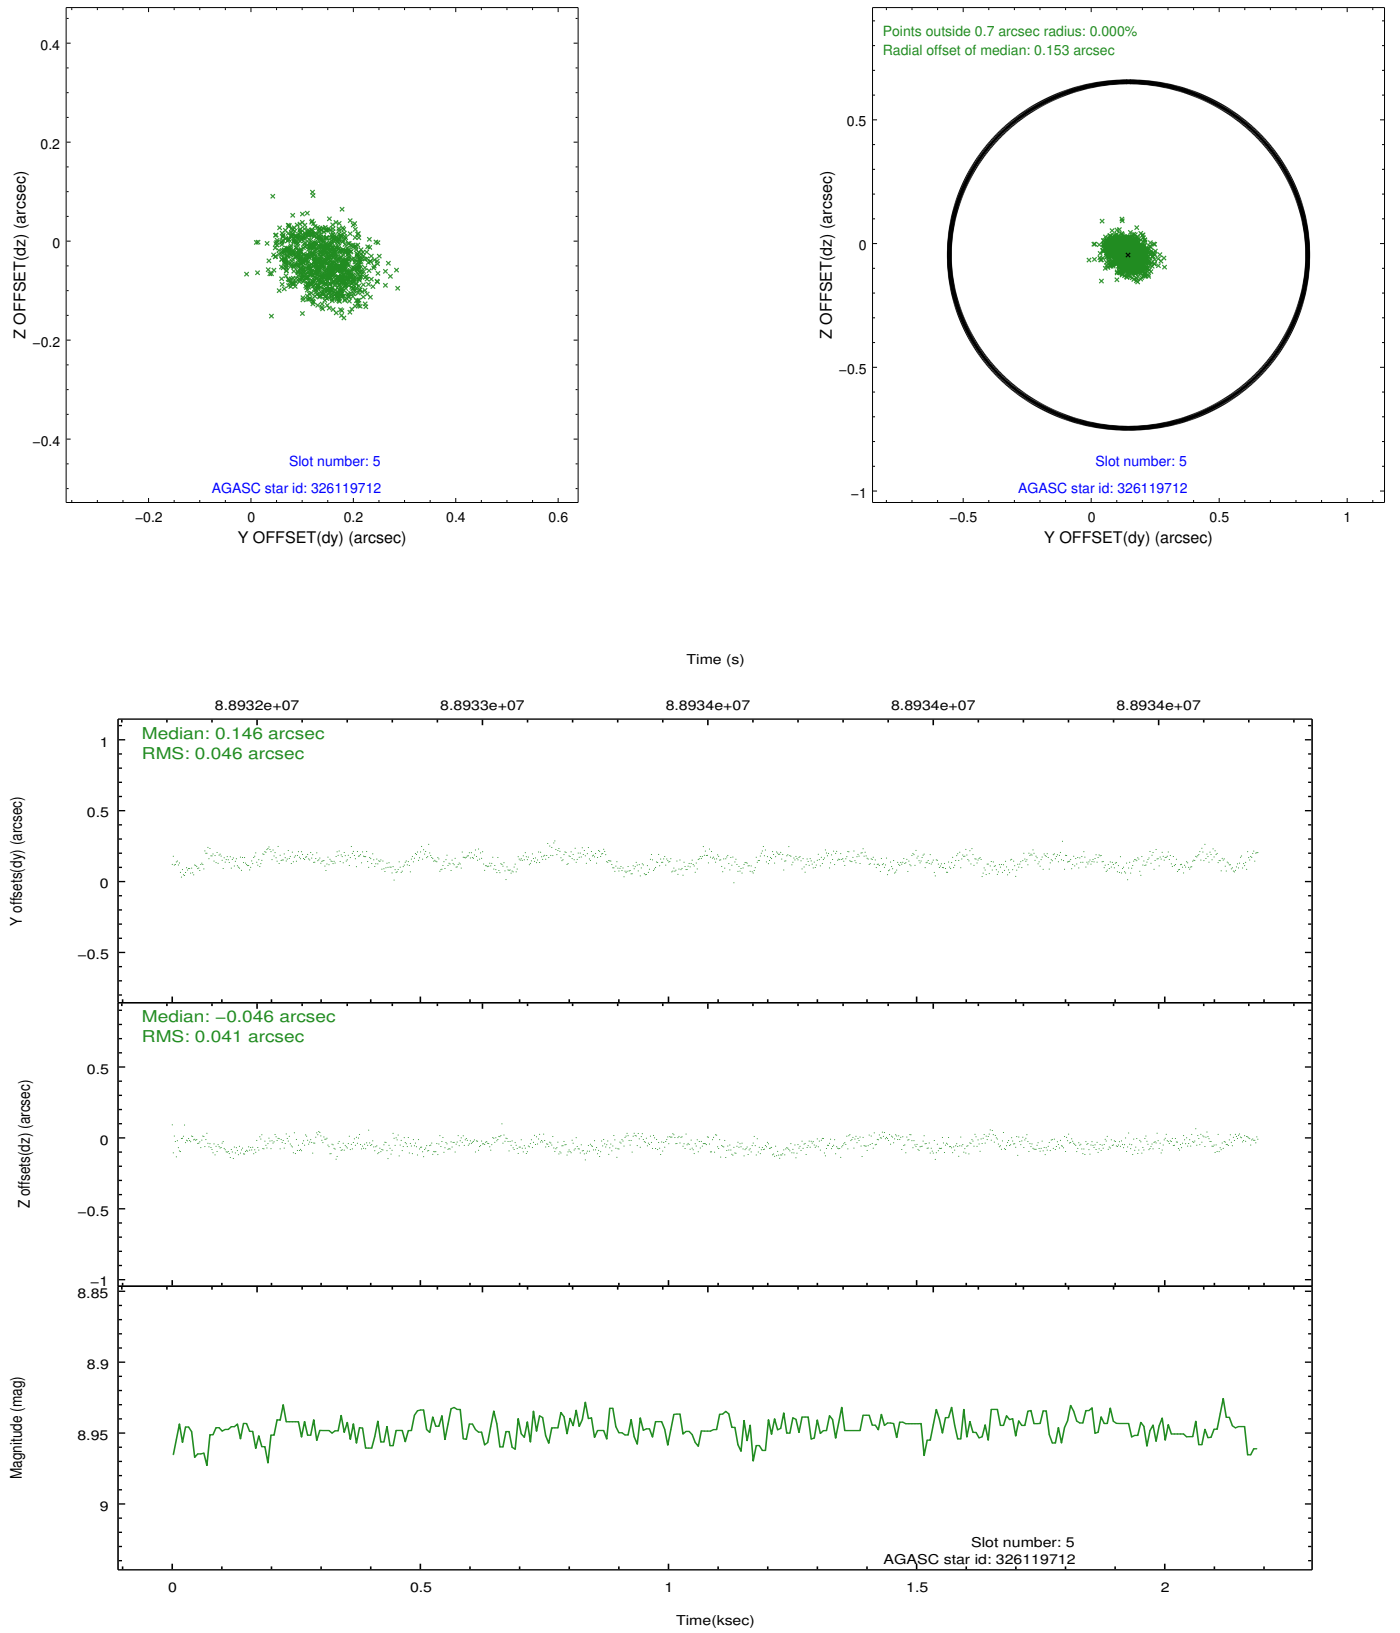 0.4
0.2
0
−0.2
−0.4
Z OFFSET(dz) (arcsec)
Slot number: 5
AGASC star id: 326119712
−0.2
0
0.2
0.4
0.6
Y OFFSET(dy) (arcsec)
Points outside 0.7 arcsec radius: 0.000%
Radial offset of median: 0.153 arcsec
0.5
0
−0.5
−1
Z OFFSET(dz) (arcsec)
Slot number: 5
AGASC star id: 326119712
−0.5
0
0.5
1
Y OFFSET(dy) (arcsec)
Time (s)
8.8932e+07
8.8933e+07
8.8934e+07
8.8934e+07
8.8934e+07
Median: 0.146 arcsec
RMS: 0.046 arcsec
1
0.5
0
−0.5
Y offsets(dy) (arcsec)
Median: −0.046 arcsec
RMS: 0.041 arcsec
0.5
0
−0.5
−1
Z offsets(dz) (arcsec)
8.85
8.9
8.95
9
Magnitude (mag)
Slot number: 5
AGASC star id: 326119712
0
0.5
1
1.5
2
Time(ksec)